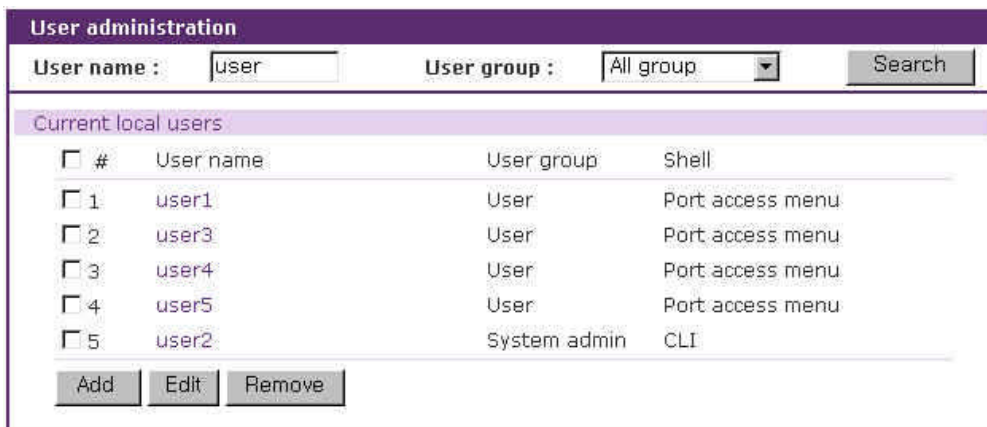 User administration
User name : user User group : All group Search
Current local users
# User name User group Shell
1 user1 User Port access menu
2 user3 User Port access menu
3 user4 User Port access menu
4 user5 User Port access menu
5 user2 System admin CLI
Add Edit Remove